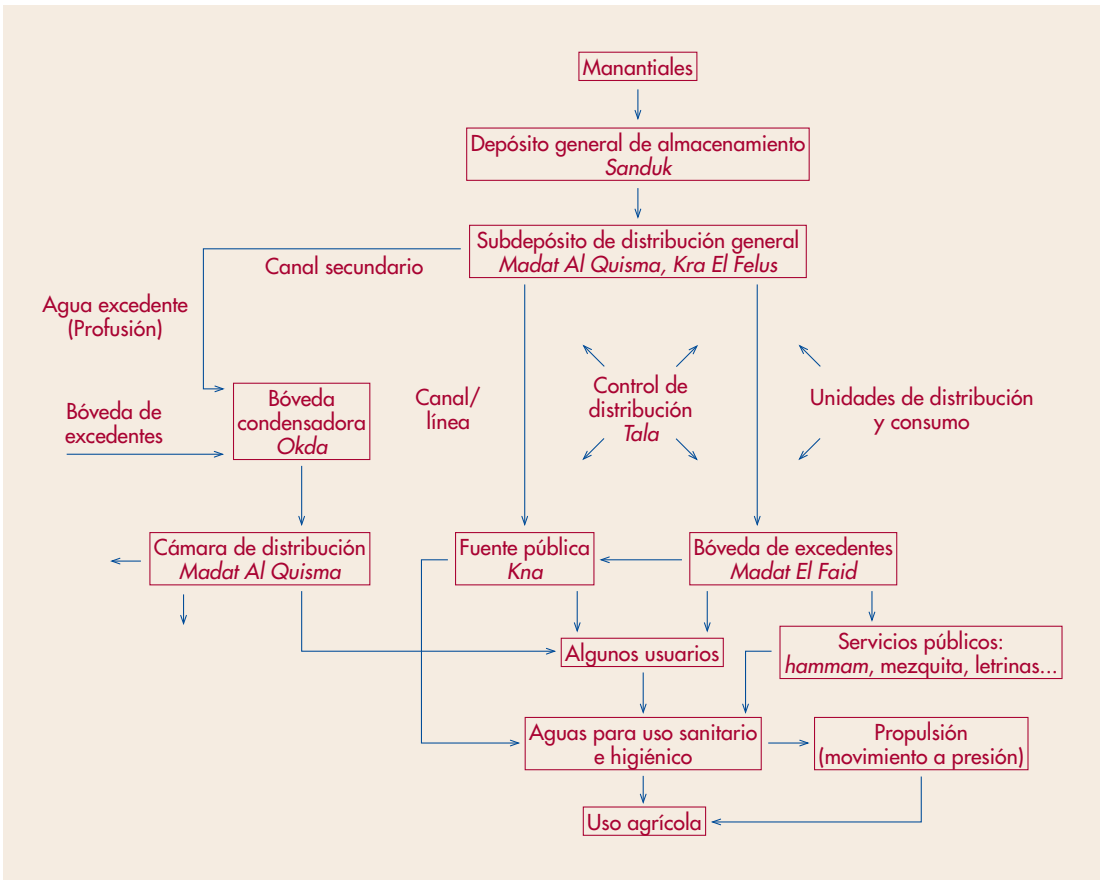 Manantiales
Depósito general de almacenamiento
Sanduk
Subdepósito de distribución general
Madat Al Quisma, Kra El Felus
Canal secundario
Agua excedente
(Profusión)
Bóveda de
excedentes
Bóveda
condensadora
Okda
Canal/
línea
Control de
distribución
Tala
Unidades de distribución
y consumo
Cámara de distribución
Madat Al Quisma
Fuente pública
Kna
Bóveda de excedentes
Madat El Faid
Algunos usuarios
Servicios públicos:
hammam, mezquita, letrinas...
Aguas para uso sanitario
e higiénico
Propulsión
(movimiento a presión)
Uso agrícola